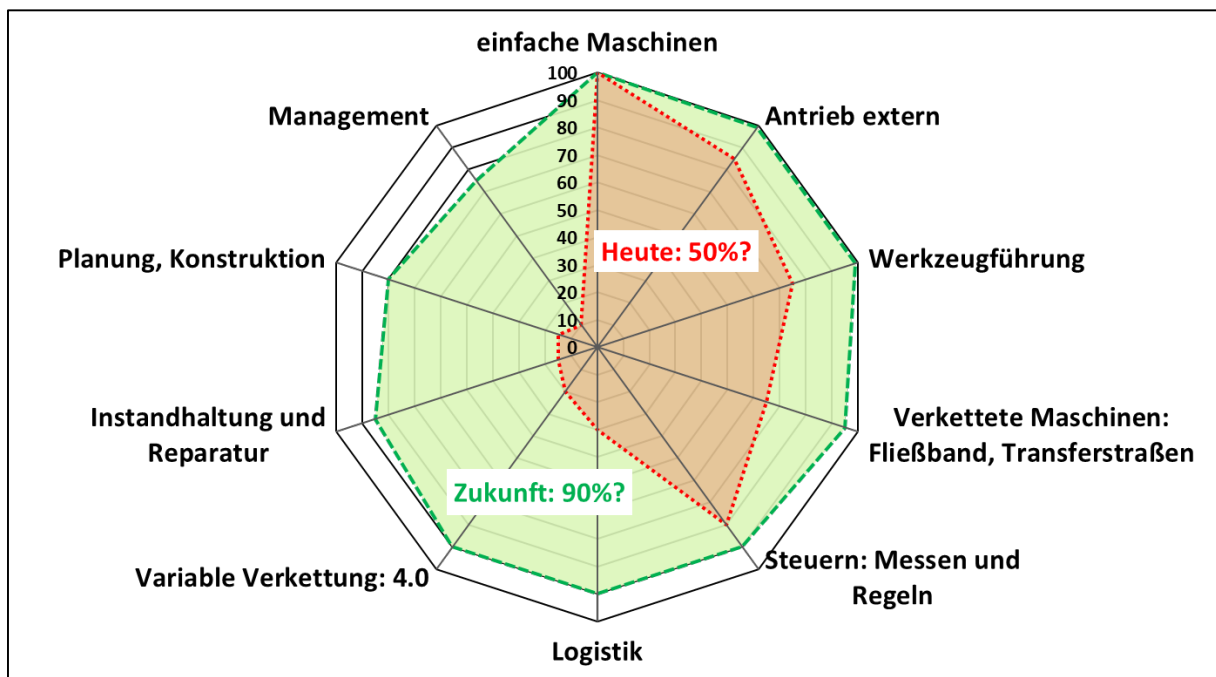 einfache Maschinen
100
90
80
70
60
50
40
30
20
10
0
Management
Antrieb extern
Heute: 50%?
Planung, Konstruktion
Werkzeugführung
Instandhaltung und
Reparatur
Verkettete Maschinen:
Fließband, Transferstraßen
Zukunft: 90%?
Variable Verkettung: 4.0
Steuern: Messen und
Regeln
Logistik